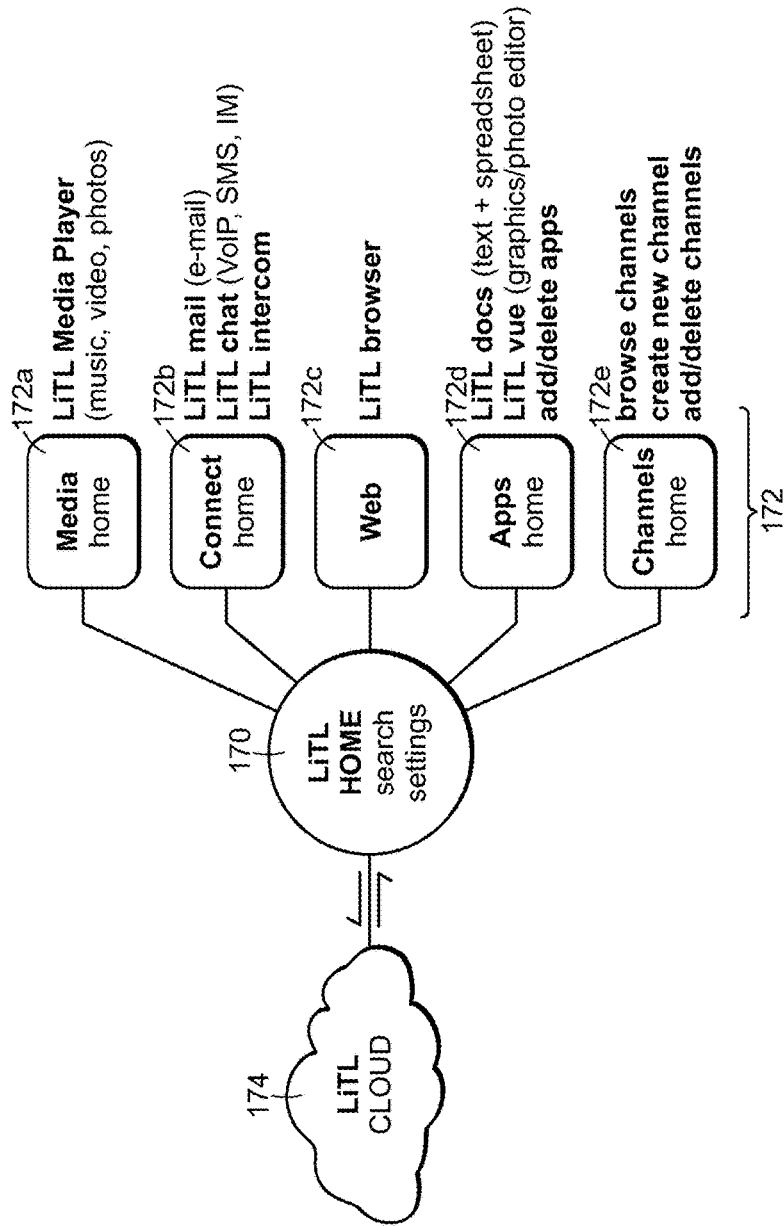 174
LiTL
CLOUD
170
LiTL
HOME
search
settings
172a
Media
home
LiTL Media Player
(music, video, photos)
172b
Connect
home
LiTL mail (e-mail)
LiTL chat (VoIP, SMS, IM)
LiTL intercom
172c
Web
LiTL browser
172d
Apps
home
LiTL docs (text + spreadsheet)
LiTL vue (graphics/photo editor)
add/delete apps
172e
Channels
home
browse channels
create new channel
add/delete channels
172